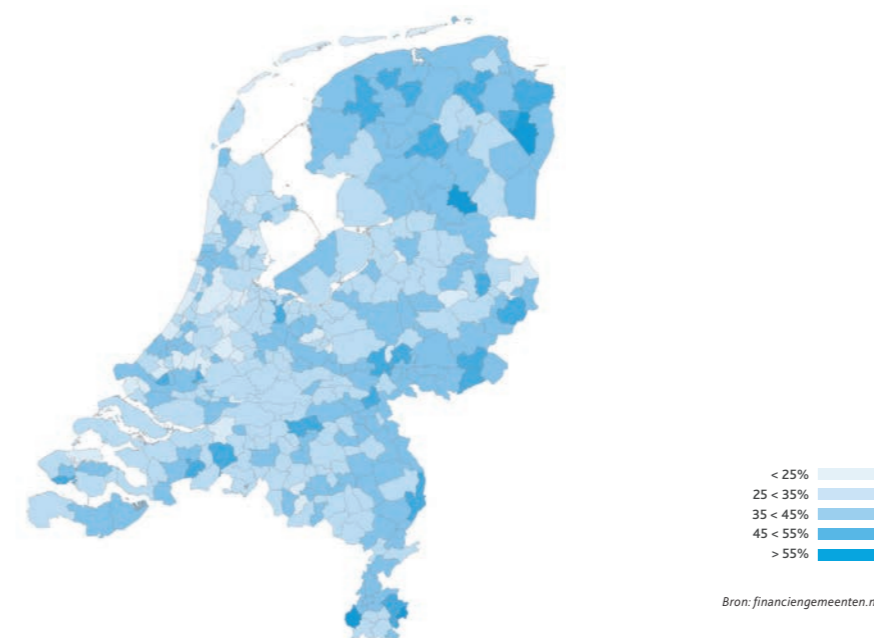 < 25%
25 < 35%
35 < 45%
45 < 55%
> 55%
Bron: financiengemeenten.n